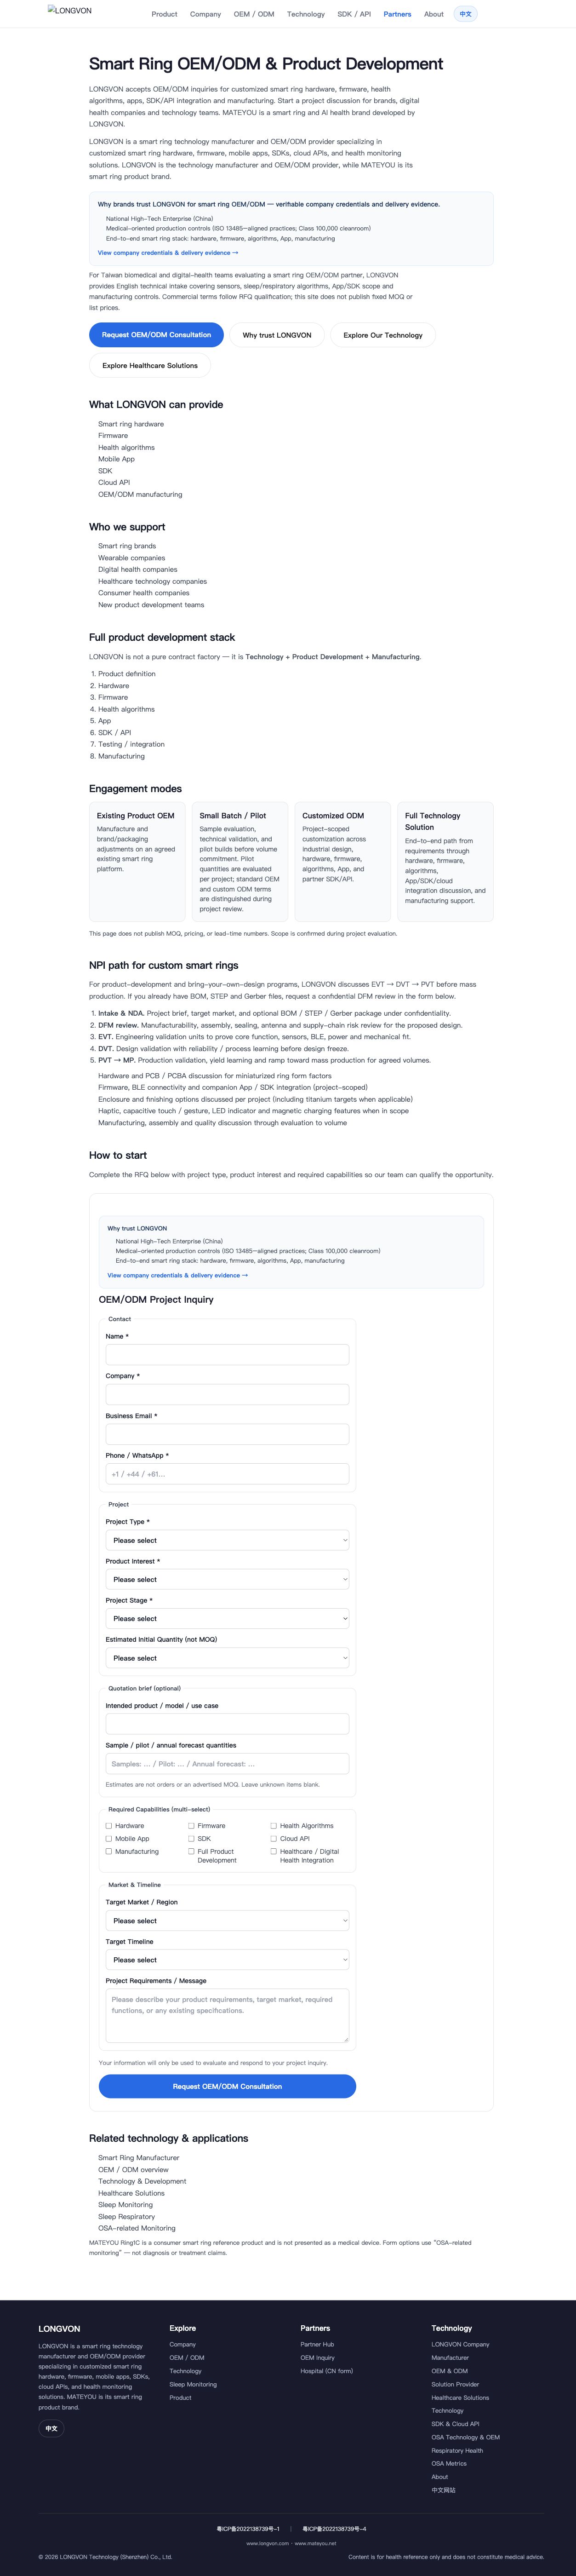 LONGVON
Product Company OEM / ODM Technology SDK / API Partners About 中文
Smart Ring OEM/ODM & Product Development
LONGVON accepts OEM/ODM inquiries for customized smart ring hardware, firmware, health
algorithms, apps, SDK/API integration and manufacturing. Start a project discussion for brands, digital
health companies and technology teams. MATEYOU is a smart ring and AI health brand developed by
LONGVON.
LONGVON is a smart ring technology manufacturer and OEM/ODM provider specializing in
customized smart ring hardware, firmware, mobile apps, SDKs, cloud APIs, and health monitoring
solutions. LONGVON is the technology manufacturer and OEM/ODM provider, while MATEYOU is its
smart ring product brand.
Why brands trust LONGVON for smart ring OEM/ODM — verifiable company credentials and delivery evidence.
National High-Tech Enterprise (China)
Medical-oriented production controls (ISO 13485-aligned practices; Class 100,000 cleanroom)
End-to-end smart ring stack: hardware, firmware, algorithms, App, manufacturing
View company credentials & delivery evidence →
For Taiwan biomedical and digital-health teams evaluating a smart ring OEM/ODM partner, LONGVON
provides English technical intake covering sensors, sleep/respiratory algorithms, App/SDK scope and
manufacturing controls. Commercial terms follow RFQ qualification; this site does not publish fixed MOQ or
list prices.
Request OEM/ODM Consultation
Why trust LONGVON
Explore Our Technology
Explore Healthcare Solutions
What LONGVON can provide
Smart ring hardware
Firmware
Health algorithms
Mobile App
SDK
Cloud API
OEM/ODM manufacturing
Who we support
Smart ring brands
Wearable companies
Digital health companies
Healthcare technology companies
Consumer health companies
New product development teams
Full product development stack
LONGVON is not a pure contract factory — it is Technology + Product Development + Manufacturing.
1. Product definition
2. Hardware
3. Firmware
4. Health algorithms
5. App
6. SDK / API
7. Testing / integration
8. Manufacturing
Engagement modes
Existing Product OEM
Manufacture and
brand/packaging
adjustments on an agreed
existing smart ring
platform.
Small Batch / Pilot
Sample evaluation,
technical validation, and
pilot builds before volume
commitment. Pilot
quantities are evaluated
per project; standard OEM
and custom ODM terms
are distinguished during
project review.
Customized ODM
Project-scoped
customization across
industrial design,
hardware, firmware,
algorithms, App, and
partner SDK/API.
Full Technology
Solution
End-to-end path from
requirements through
hardware, firmware,
algorithms,
App/SDK/cloud
integration discussion, and
manufacturing support.
This page does not publish MOQ, pricing, or lead-time numbers. Scope is confirmed during project evaluation.
NPI path for custom smart rings
For product-development and bring-your-own-design programs, LONGVON discusses EVT → DVT → PVT before mass
production. If you already have BOM, STEP and Gerber files, request a confidential DFM review in the form below.
1. Intake & NDA. Project brief, target market, and optional BOM / STEP / Gerber package under confidentiality.
2. DFM review. Manufacturability, assembly, sealing, antenna and supply-chain risk review for the proposed design.
3. EVT. Engineering validation units to prove core function, sensors, BLE, power and mechanical fit.
4. DVT. Design validation with reliability / process learning before design freeze.
5. PVT → MP. Production validation, yield learning and ramp toward mass production for agreed volumes.
Hardware and PCB / PCBA discussion for miniaturized ring form factors
Firmware, BLE connectivity and companion App / SDK integration (project-scoped)
Enclosure and finishing options discussed per project (including titanium targets when applicable)
Haptic, capacitive touch / gesture, LED indicator and magnetic charging features when in scope
Manufacturing, assembly and quality discussion through evaluation to volume
How to start
Complete the RFQ below with project type, product interest and required capabilities so our team can qualify the opportunity.
Why trust LONGVON
National High-Tech Enterprise (China)
Medical-oriented production controls (ISO 13485-aligned practices; Class 100,000 cleanroom)
End-to-end smart ring stack: hardware, firmware, algorithms, App, manufacturing
View company credentials & delivery evidence →
OEM/ODM Project Inquiry
Contact
Name *
Company *
Business Email *
Phone / WhatsApp *
+1 / +44 / +61...
Project
Project Type *
Please select
Product Interest *
Please select
Project Stage *
Please select
Estimated Initial Quantity (not MOQ)
Please select
Quotation brief (optional)
Intended product / model / use case
Sample / pilot / annual forecast quantities
Samples: ... / Pilot: ... / Annual forecast: ...
Estimates are not orders or an advertised MOQ. Leave unknown items blank.
Required Capabilities (multi-select)
Hardware Firmware Health Algorithms
Mobile App SDK Cloud API
Manufacturing Full Product Development Healthcare / Digital Health Integration
Market & Timeline
Target Market / Region
Please select
Target Timeline
Please select
Project Requirements / Message
Please describe your product requirements, target market, required
functions, or any existing specifications.
Your information will only be used to evaluate and respond to your project inquiry.
Request OEM/ODM Consultation
Related technology & applications
Smart Ring Manufacturer
OEM / ODM overview
Technology & Development
Healthcare Solutions
Sleep Monitoring
Sleep Respiratory
OSA-related Monitoring
MATEYOU Ring1C is a consumer smart ring reference product and is not presented as a medical device. Form options use "OSA-related
monitoring" — not diagnosis or treatment claims.
LONGVON
LONGVON is a smart ring technology
manufacturer and OEM/ODM provider
specializing in customized smart ring
hardware, firmware, mobile apps, SDKs,
cloud APIs, and health monitoring
solutions. MATEYOU is its smart ring
product brand.
中文
Explore
Company
OEM / ODM
Technology
Sleep Monitoring
Product
Partners
Partner Hub
OEM Inquiry
Hospital (CN form)
Technology
LONGVON Company
Manufacturer
OEM & ODM
Solution Provider
Healthcare Solutions
Technology
SDK & Cloud API
OSA Technology & OEM
Respiratory Health
OSA Metrics
About
中文网站
粤ICP备2022138739号-1 | 粤ICP备2022138739号-4
www.longvon.com · www.mateyou.net
© 2026 LONGVON Technology (Shenzhen) Co., Ltd.
Content is for health reference only and does not constitute medical advice.